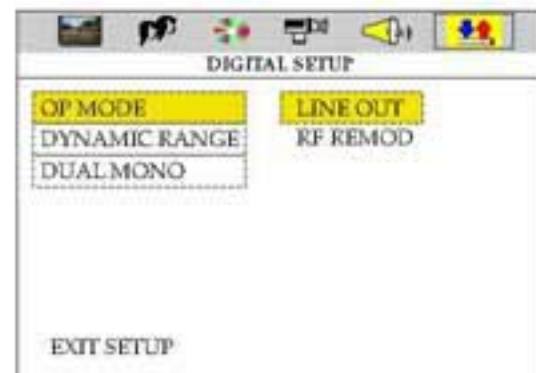 DIGITAL SETUP
OP MODE LINE OUT
DYNAMIC RANGE RF REMOD
DUAL MONO
EXIT SETUP